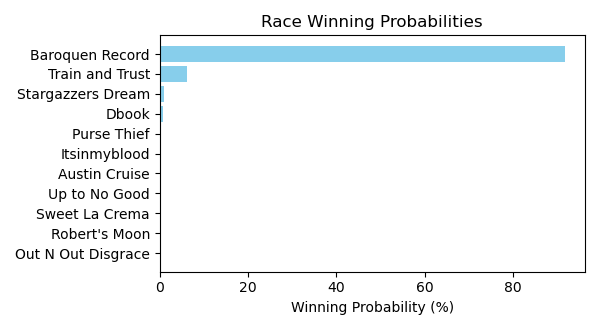 Race Winning Probabilities
Baroquen Record
Train and Trust
Stargazzers Dream
Dbook
Purse Thief
Itsinmyblood
Austin Cruise
Up to No Good
Sweet La Crema
Robert's Moon
Out N Out Disgrace
0 20 40 60 80
Winning Probability (%)